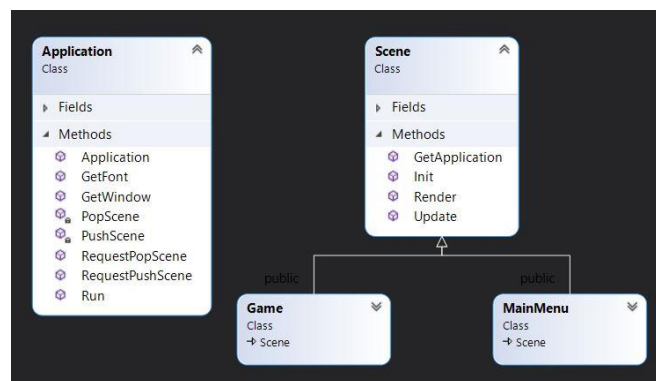 Application
Class
Fields
Methods
Application
GetFont
GetWindow
PopScene
PushScene
RequestPopScene
RequestPushScene
Run
Scene
Class
Fields
Methods
GetApplication
Init
Render
Update
public
public
Game
Class
Scene
MainMenu
Class
Scene